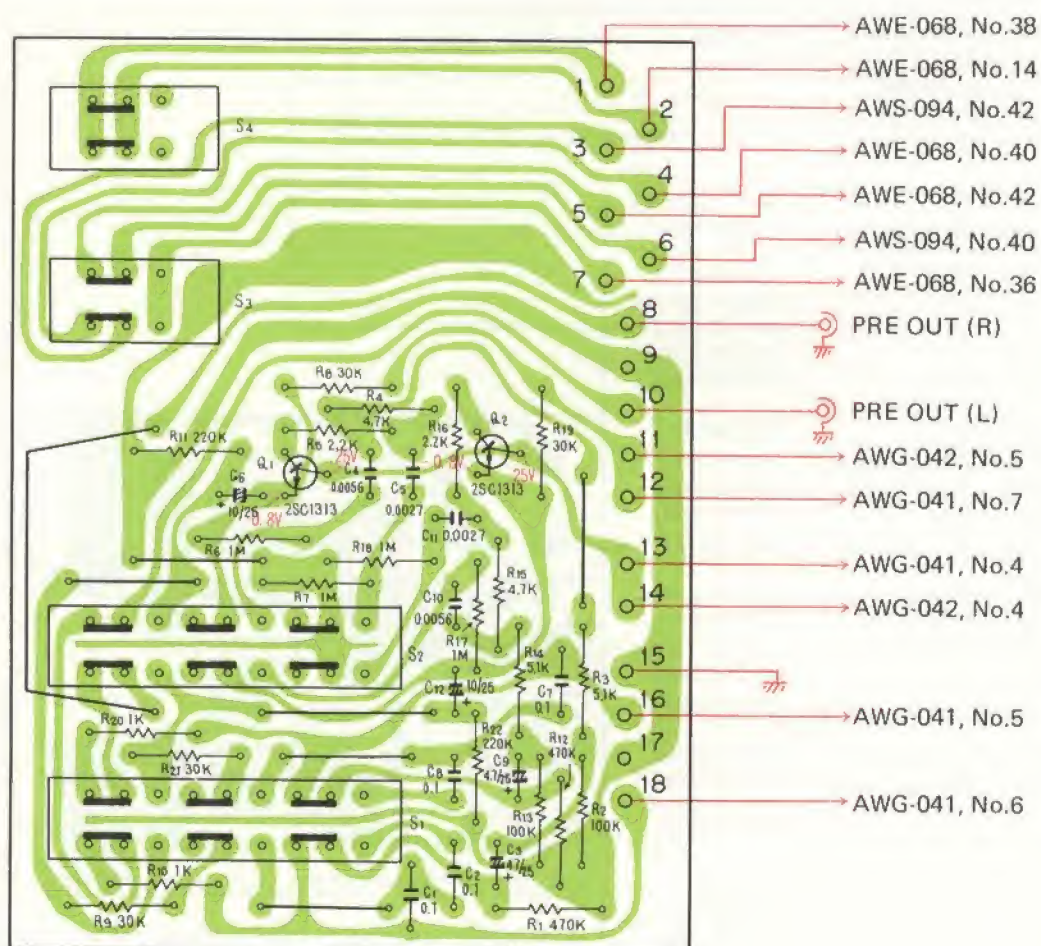 AWE-068, No.38
1
2
AWE-068, No.14
S4
3
AWS-094, No.42
4
AWE-068, No.40
5
AWE-068, No.42
6
AWS-094, No.40
7
AWE-068, No.36
S3
8
PRE OUT (R)
9
R8 30K
R4
4.7K
10
PRE OUT (L)
R16
2.2K
Q2
R19
30K
11
AWG-042, No.5
R11 220K
R5 2.2K
Q1
25V
C4
0.0056
C5
0.0027
0.8V
2SC1313
25V
12
AWG-041, No.7
C6
+
10/25
2SC1313
0.8V
C11 0.0027
R6 1M
R18 1M
13
AWG-041, No.4
R7 1M
R15
4.7K
C10
0.0056
14
AWG-042, No.4
R17
1M
S2
R14
5.1K
15
C12
10/25
+
C7
0.1
R3
5.1K
16
AWG-041, No.5
R20 1K
R22
220K
R12
470K
17
R21 30K
C8
0.1
C9
4.7/25
+
18
AWG-041, No.6
S1
R13
100K
R2
100K
C3
4.7/25
+
R10 1K
C1
0.1
C2
0.1
R9 30K
R1 470K